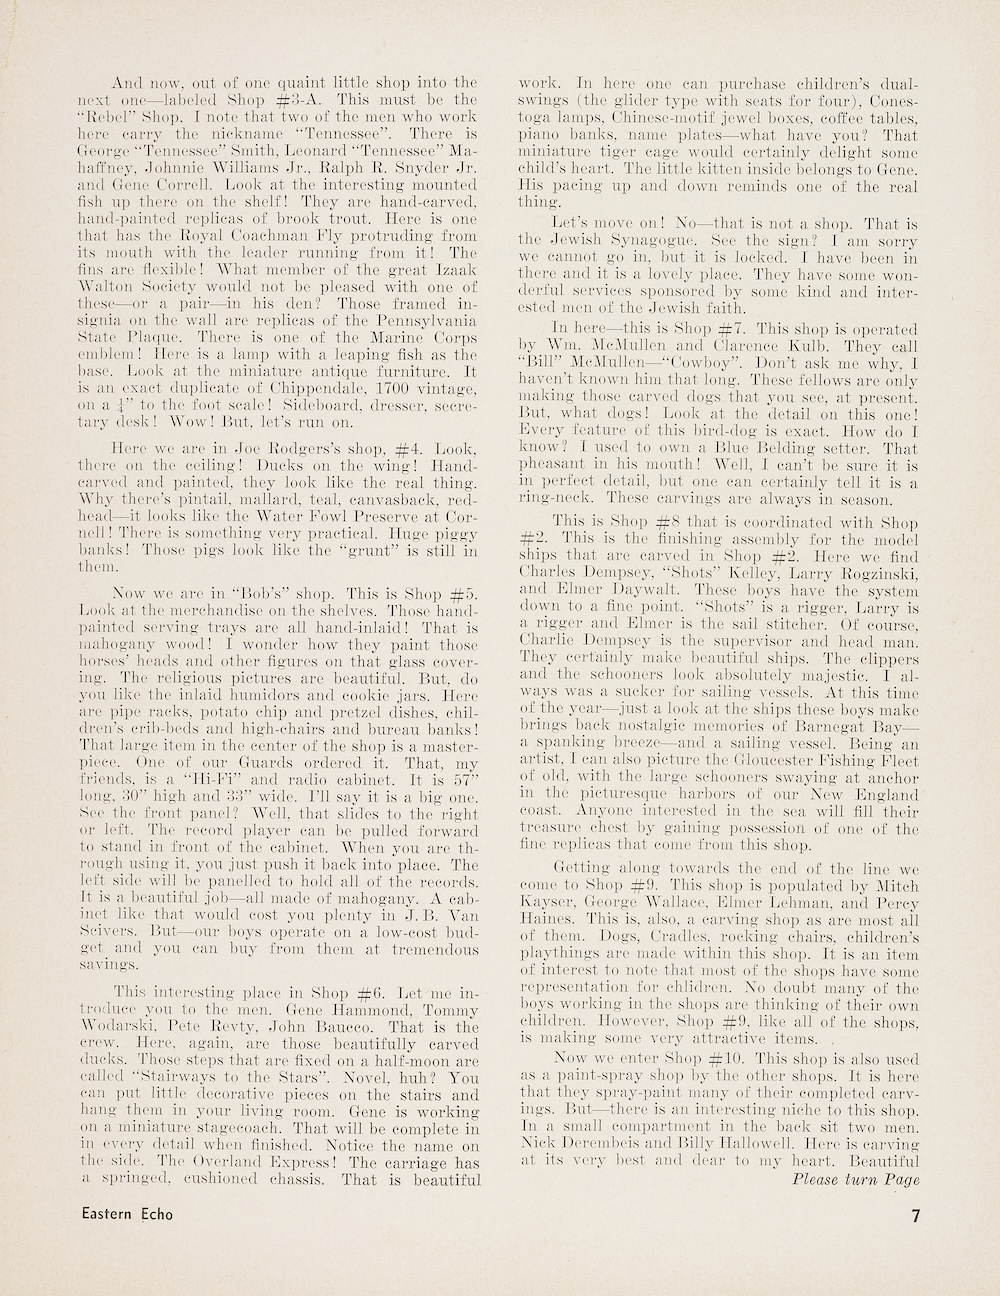 And now, out of one quaint little shop into the
next one—labeled Shop #3-A. This must be the
"Rebel" Shop. I note that two of the men who work
here carry the nickname "Tennessee". There is
George "Tennessee" Smith, Leonard "Tennessee" Ma-
haffney, Johnnie Williams Jr., Ralph R. Snyder Jr.
and Gene Correll. Look at the interesting mounted
fish up there on the shelf! They are hand-carved,
hand-painted replicas of brook trout. Here is one
that has the Royal Coachman Fly protruding from
its mouth with the leader running from it! The
fins are flexible! What member of the great Izaak
Walton Society would not be pleased with one of
these—or a pair—in his den? Those framed in-
signia on the wall are replicas of the Pennsylvania
State Plaque. There is one of the Marine Corps
emblem! Here is a lamp with a leaping fish as the
base. Look at the miniature antique furniture. It
is an exact duplicate of Chippendale, 1700 vintage,
on a ¼" to the foot scale! Sideboard, dresser, secre-
tary desk! Wow! But, let's run on.
Here we are in Joe Rodgers's shop, #4. Look,
there on the ceiling! Ducks on the wing! Hand-
carved and painted, they look like the real thing.
Why there's pintail, mallard, teal, canvasback, red-
head—it looks like the Water Fowl Preserve at Cor-
nell! There is something very practical. Huge piggy
banks! Those pigs look like the "grunt" is still in
them.
Now we are in "Bob's" shop. This is Shop #5.
Look at the merchandise on the shelves. Those hand-
painted serving trays are all hand-inlaid! That is
mahogany wood! I wonder how they paint those
horses' heads and other figures on that glass cover-
ing. The religious pictures are beautiful. But, do
you like the inlaid humidors and cookie jars. Here
are pipe racks, potato chip and pretzel dishes, chil-
dren's crib-beds and high-chairs and bureau banks!
That large item in the center of the shop is a master-
piece. One of our Guards ordered it. That, my
friends, is a "Hi-Fi" and radio cabinet. It is 57"
long, 30" high and 33" wide. I'll say it is a big one.
See the front panel? Well, that slides to the right
or left. The record player can be pulled forward
to stand in front of the cabinet. When you are th-
rough using it, you just push it back into place. The
left side will be panelled to hold all of the records.
It is a beautiful job—all made of mahogany. A cab-
inet like that would cost you plenty in J. B. Van
Scivers. But—our boys operate on a low-cost bud-
get and you can buy from them at tremendous
savings.
This interesting place in Shop #6. Let me in-
troduce you to the men. Gene Hammond, Tommy
Wodarski, Pete Revty, John Baucco. That is the
crew. Here, again, are those beautifully carved
ducks. Those steps that are fixed on a half-moon are
called "Stairways to the Stars". Novel, huh? You
can put little decorative pieces on the stairs and
hang them in your living room. Gene is working
on a miniature stagecoach. That will be complete in
in every detail when finished. Notice the name on
the side. The Overland Express! The carriage has
a springed, cushioned chassis. That is beautiful
work. In here one can purchase children's dual-
swings (the glider type with seats for four), Cones-
toga lamps, Chinese-motif jewel boxes, coffee tables,
piano banks, name plates—what have you? That
miniature tiger cage would certainly delight some
child's heart. The little kitten inside belongs to Gene.
His pacing up and down reminds one of the real
thing.
Let's move on! No—that is not a shop. That is
the Jewish Synagogue. See the sign? I am sorry
we cannot go in, but it is locked. I have been in
there and it is a lovely place. They have some won-
derful services sponsored by some kind and inter-
ested men of the Jewish faith.
In here—this is Shop #7. This shop is operated
by Wm. McMullen and Clarence Kulb. They call
"Bill" McMullen—"Cowboy". Don't ask me why, I
haven't known him that long. These fellows are only
making those carved dogs that you see, at present.
But, what dogs! Look at the detail on this one!
Every feature of this bird-dog is exact. How do I
know? I used to own a Blue Belding setter. That
pheasant in his mouth! Well, I can't be sure it is
in perfect detail, but one can certainly tell it is a
ring-neck. These carvings are always in season.
This is Shop #8 that is coordinated with Shop
#2. This is the finishing assembly for the model
ships that are carved in Shop #2. Here we find
Charles Dempsey, "Shots" Kelley, Larry Rogzinski,
and Elmer Daywalt. These boys have the system
down to a fine point. "Shots" is a rigger, Larry is
a rigger and Elmer is the sail stitcher. Of course,
Charlie Dempsey is the supervisor and head man.
They certainly make beautiful ships. The clippers
and the schooners look absolutely majestic. I al-
ways was a sucker for sailing vessels. At this time
of the year—just a look at the ships these boys make
brings back nostalgic memories of Barnegat Bay—
a spanking breeze—and a sailing vessel. Being an
artist, I can also picture the Gloucester Fishing Fleet
of old, with the large schooners swaying at anchor
in the picturesque harbors of our New England
coast. Anyone interested in the sea will fill their
treasure chest by gaining possession of one of the
fine replicas that come from this shop.
Getting along towards the end of the line we
come to Shop #9. This shop is populated by Mitch
Kayser, George Wallace, Elmer Lehman, and Percy
Haines. This is, also, a carving shop as are most all
of them. Dogs, Cradles, rocking chairs, children's
playthings are made within this shop. It is an item
of interest to note that most of the shops have some
representation for chlidren. No doubt many of the
boys working in the shops are thinking of their own
children. However, Shop #9, like all of the shops,
is making some very attractive items. .
Now we enter Shop #10. This shop is also used
as a paint-spray shop by the other shops. It is here
that they spray-paint many of their completed carv-
ings. But—there is an interesting niche to this shop.
In a small compartment in the back sit two men.
Nick Derembeis and Billy Hallowell. Here is carving
at its very best and dear to my heart. Beautiful
Please turn Page
Eastern Echo
7